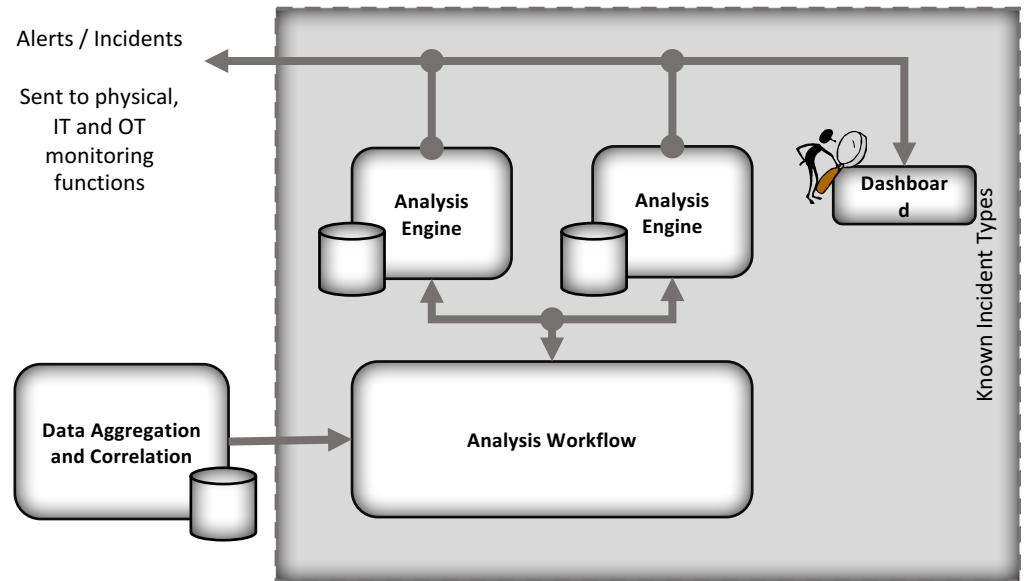 Alerts / Incidents
Sent to physical,
IT and OT
monitoring
functions
Analysis
Engine
Analysis
Engine
Dashboar
d
Known Incident Types
Data Aggregation
and Correlation
Analysis Workflow